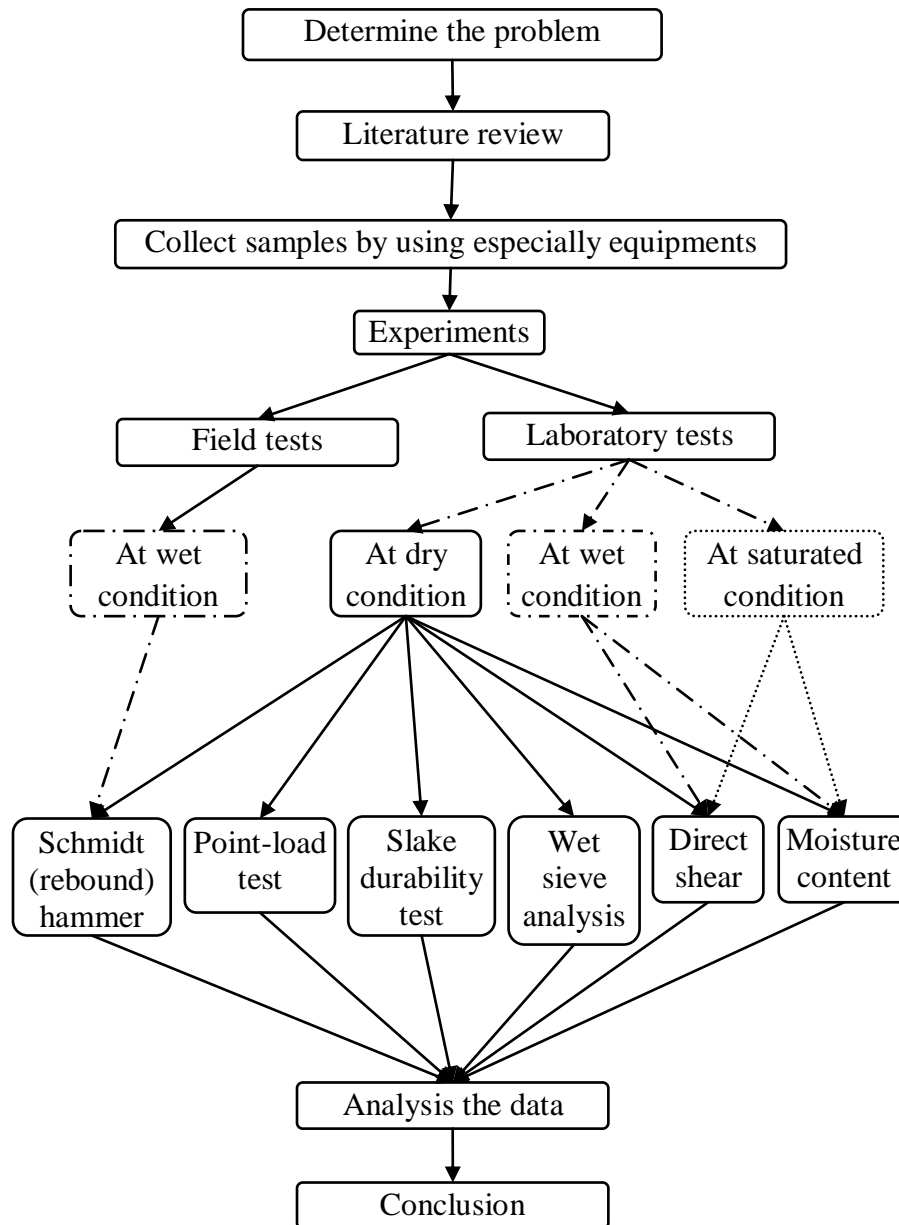 Determine the problem
Literature review
Collect samples by using especially equipments
Experiments
Field tests
Laboratory tests
At wet
condition
At dry
condition
At wet
condition
At saturated
condition
Schmidt
(rebound)
hammer
Point-load
test
Slake
durability
test
Wet
sieve
analysis
Direct
shear
Moisture
content
Analysis the data
Conclusion